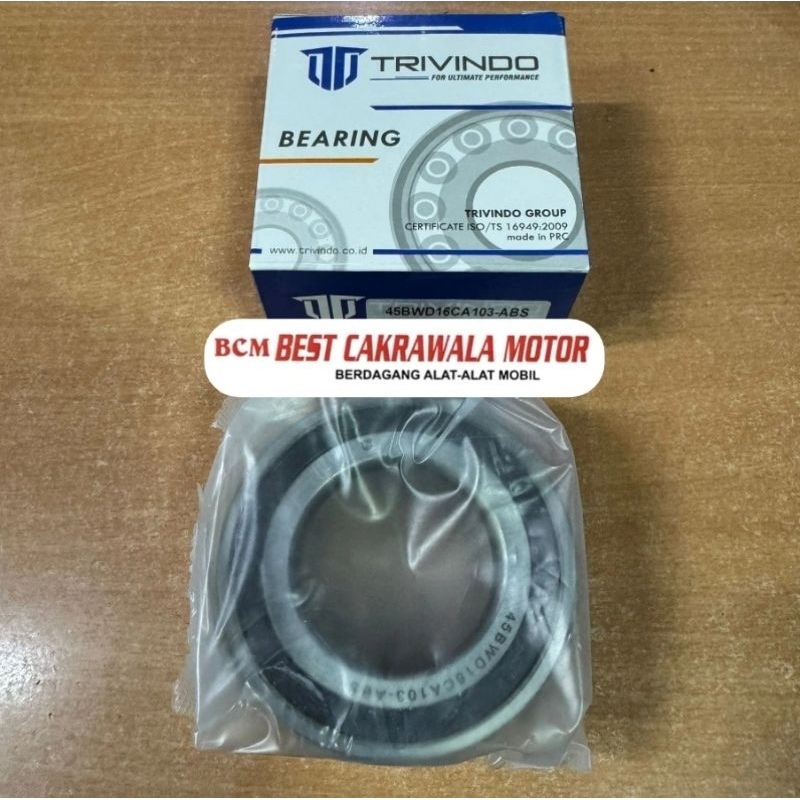 TRIVINDO
FOR ULTIMATE PERFORMANCE
BEARING
TRIVINDO GROUP
CERTIFICATE ISO/TS 16949:2009
made in PRC
www.trivindo.co.id
45BWD16CA103-ABS
BCM BEST CAKRAWALA MOTOR
BERDAGANG ALAT-ALAT MOBIL
45BWD16CA103-ABS